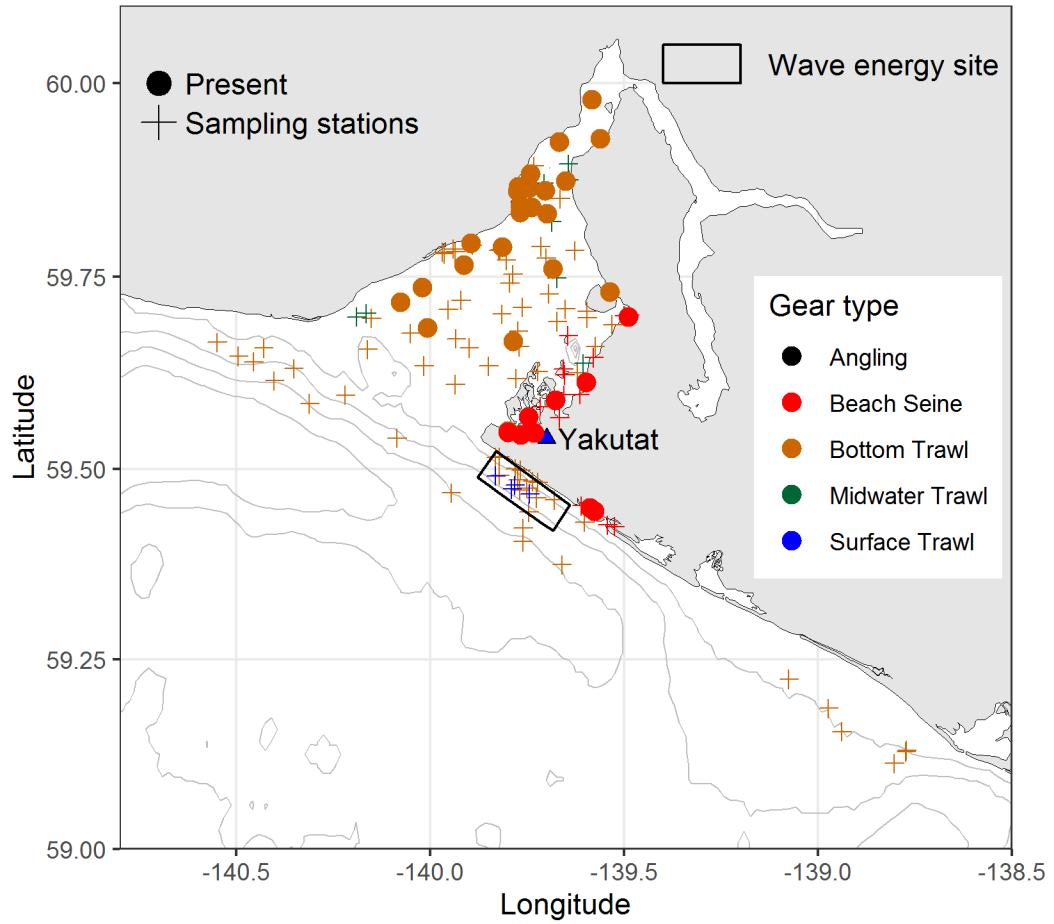 Present
Sampling stations
Wave energy site
60.00
59.75
59.50
59.25
59.00
Latitude
Yakutat
Gear type
Angling
Beach Seine
Bottom Trawl
Midwater Trawl
Surface Trawl
-140.5
-140.0
-139.5
-139.0
-138.5
Longitude